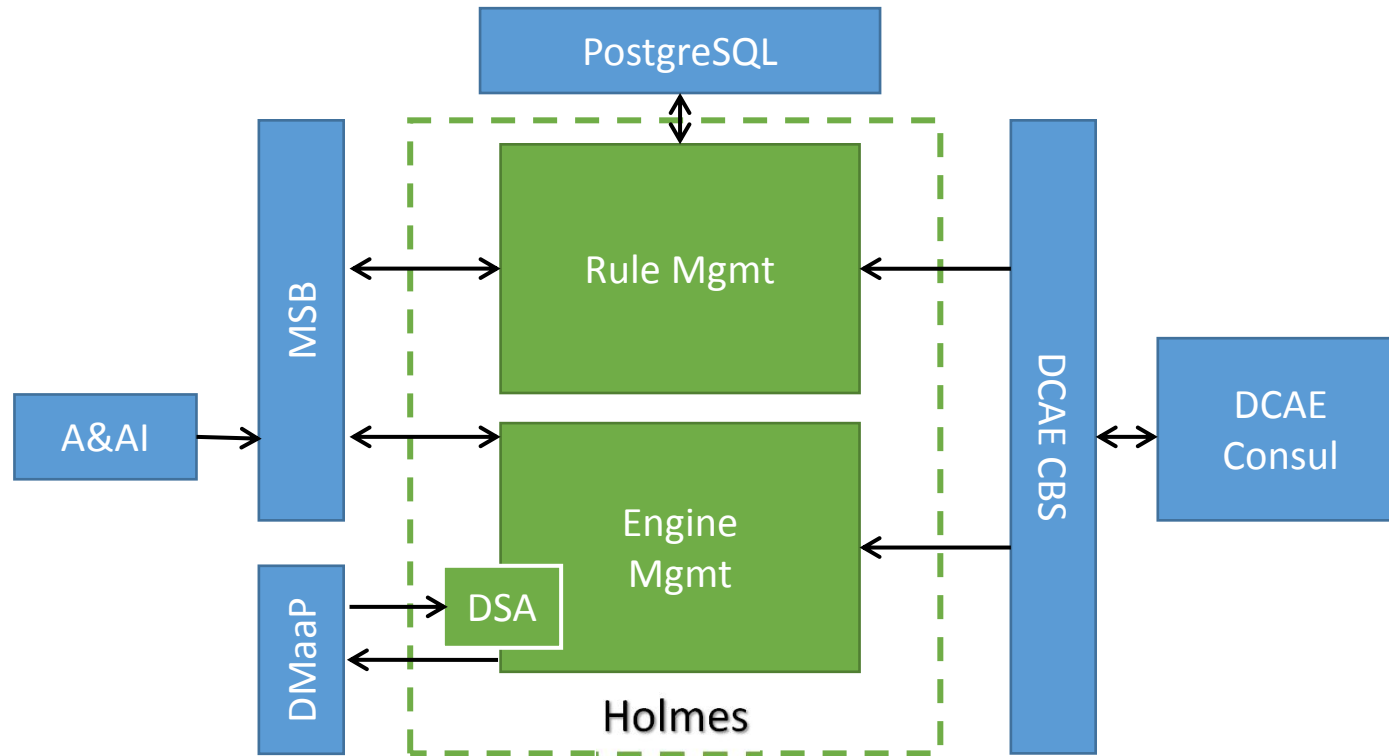 PostgreSQL
MSB
Rule Mgmt
DCAE CBS
DCAE
Consul
A&AI
Engine
Mgmt
DSA
DMaaP
Holmes